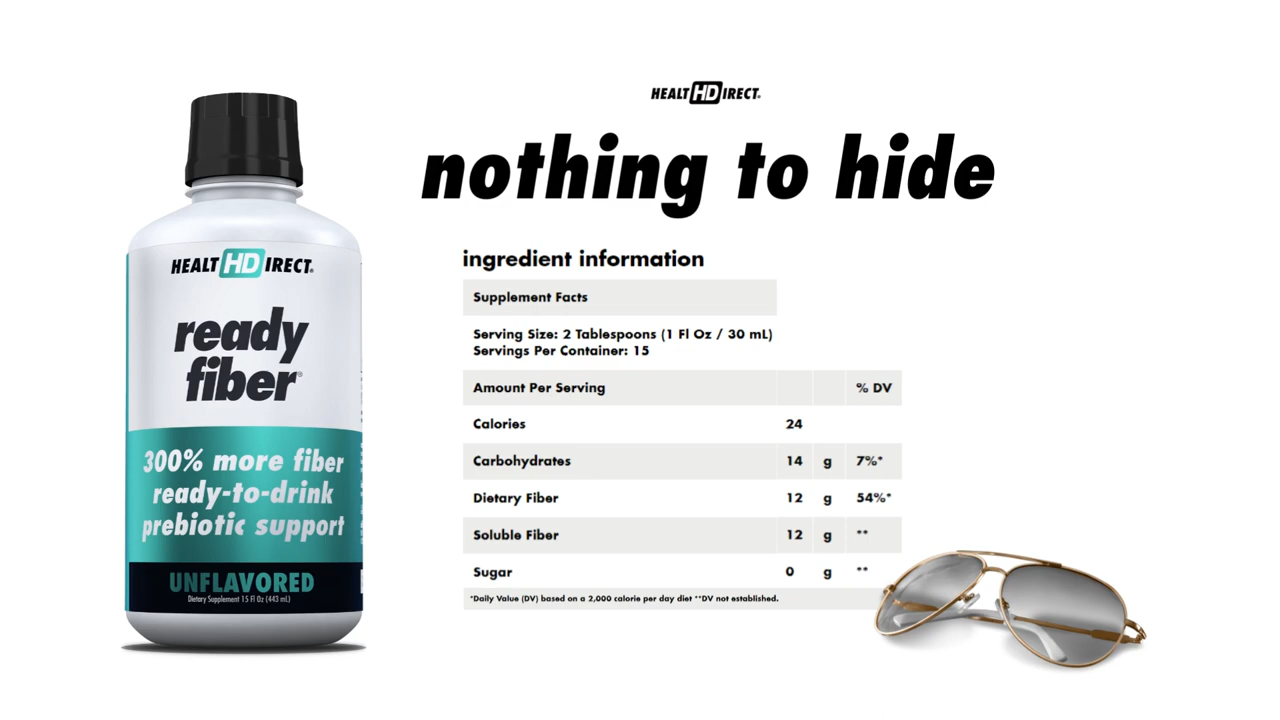 HEALTHDIRECT®
ready
fiber®
300% more fiber
ready-to-drink
prebiotic support
UNFLAVORED
Dietary Supplement 15 Fl Oz (443 mL)
HEALTHDIRECT®
nothing to hide
ingredient information
Supplement Facts
Serving Size: 2 Tablespoons (1 Fl Oz / 30 mL)
Servings Per Container: 15
Amount Per Serving % DV
Calories 24
Carbohydrates 14 g 7%*
Dietary Fiber 12 g 54%*
Soluble Fiber 12 g **
Sugar 0 g **
*Daily Value (DV) based on a 2,000 calorie per day diet **DV not established.